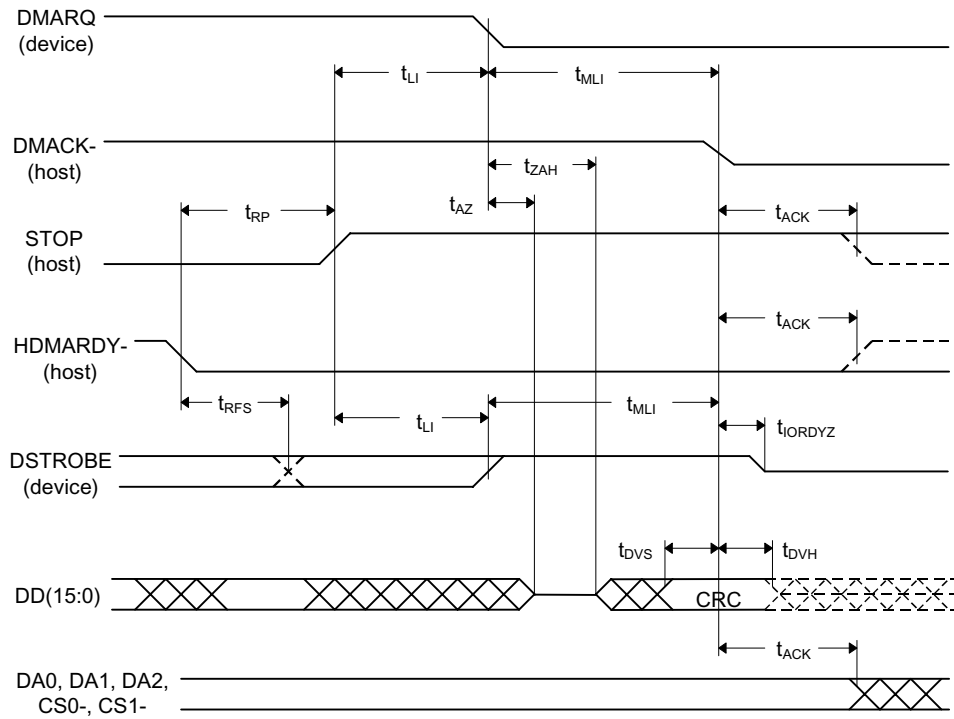 DMARQ
(device)
tLI
tMLI
DMACK-
(host)
tZAH
tAZ
tRP
tACK
STOP
(host)
tACK
HDMARDY-
(host)
tRFS
tLI
tMLI
tIORDYZ
DSTROBE
(device)
tDVS
tDVH
DD(15:0)
CRC
tACK
DA0, DA1, DA2,
CS0-, CS1-